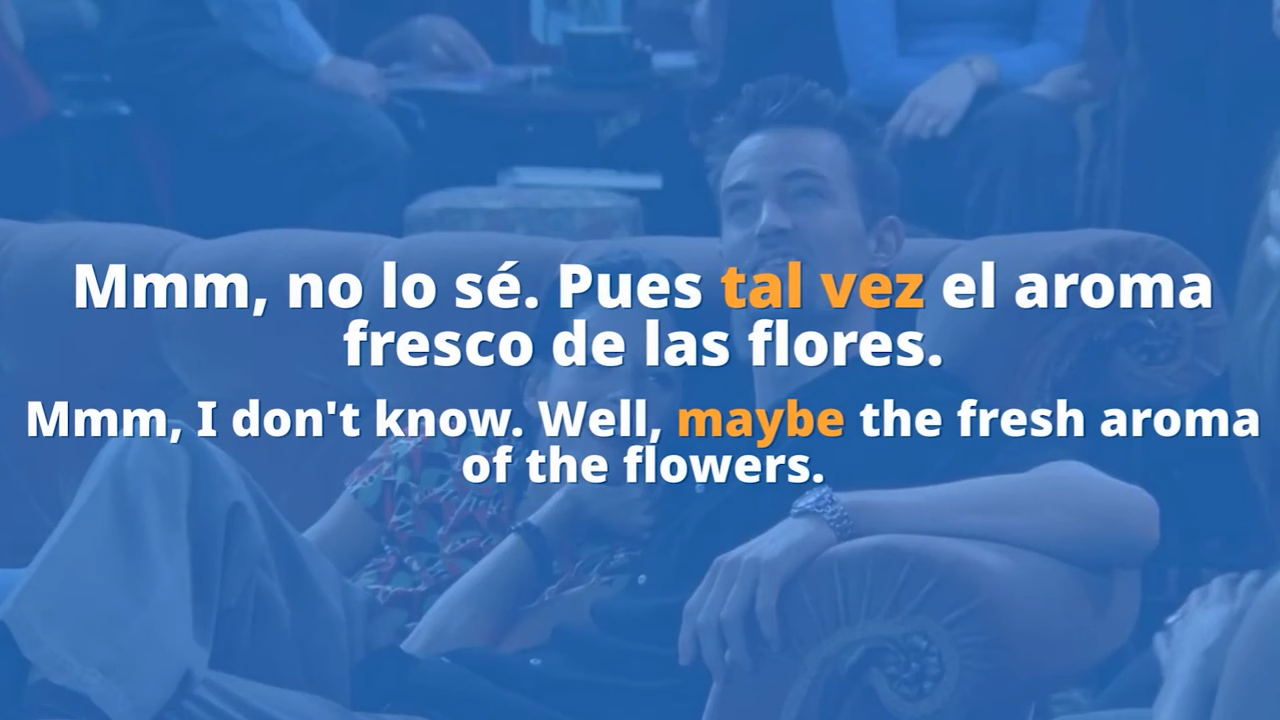 Mmm, no lo sé. Pues tal vez el aroma
fresco de las flores.
Mmm, I don't know. Well, maybe the fresh aroma
of the flowers.